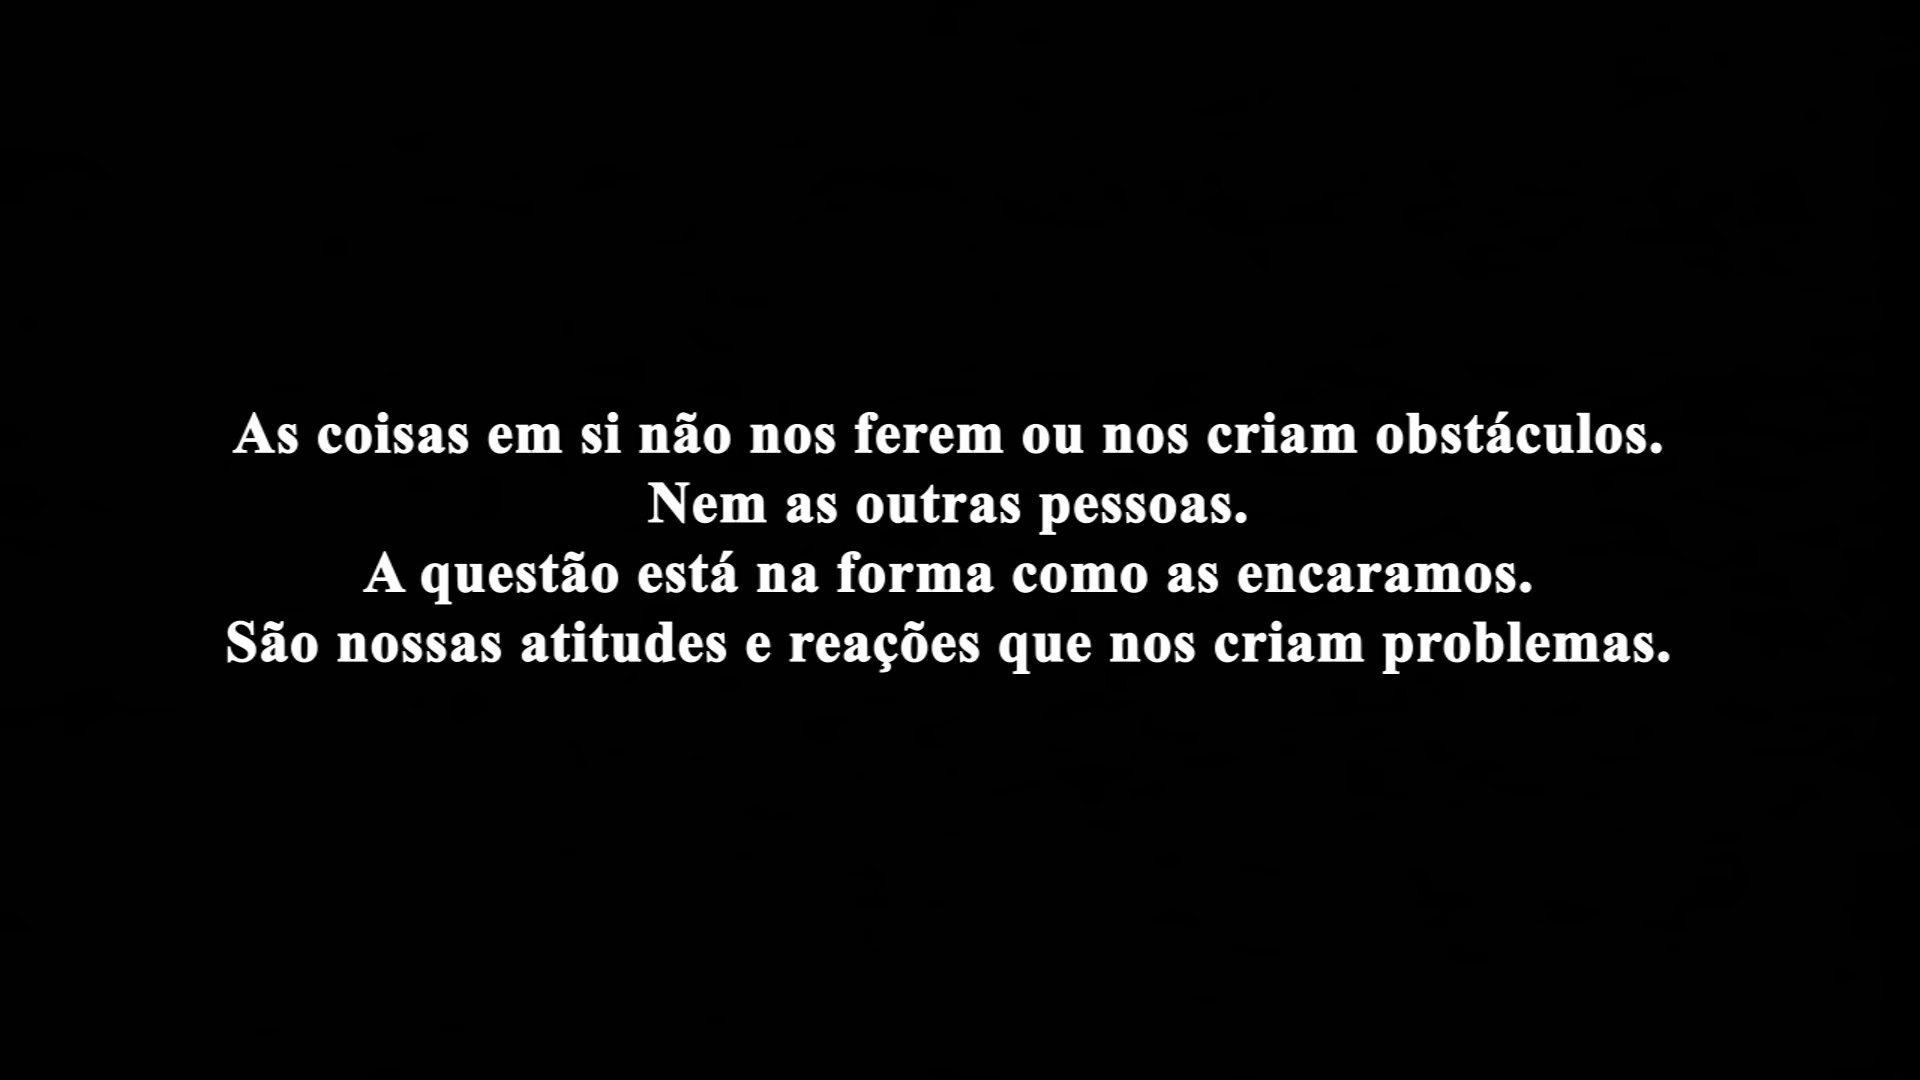 As coisas em si não nos ferem ou nos criam obstáculos.
Nem as outras pessoas.
A questão está na forma como as encaramos.
São nossas atitudes e reações que nos criam problemas.